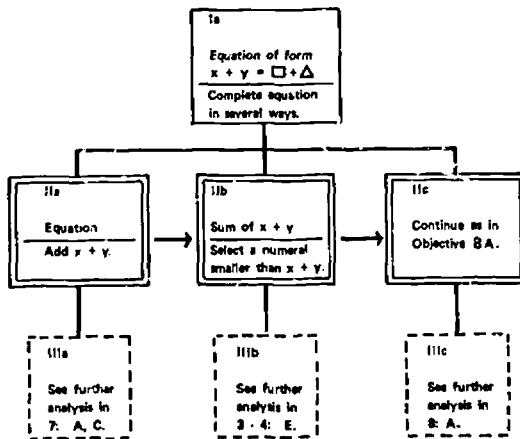 Ia
Equation of form
x + y = □ + △
Complete equation
in several ways.
IIa
Equation
Add x + y.
IIb
Sum of x + y
Select a numeral
smaller than x + y.
IIc
Continue as in
Objective 8A.
IIIa
See further
analysis in
7: A, C.
IIIb
See further
analysis in
3 - 4: E.
IIIc
See further
analysis in
8: A.